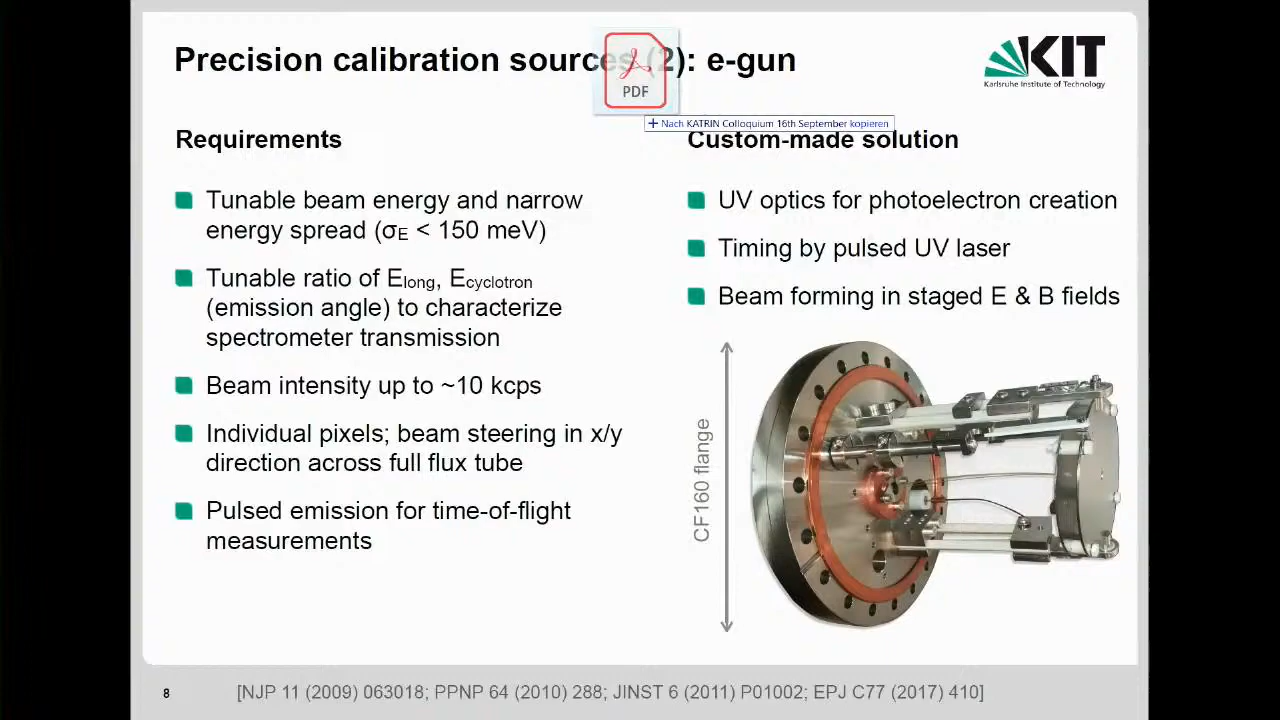 Precision calibration sources (2): e-gun
PDF
KIT
Karlsruhe Institute of Technology
Nach KATRIN Colloquium 16th September kopieren
Requirements
Tunable beam energy and narrow
energy spread (σE < 150 meV)
Tunable ratio of Elong, Ecyclotron
(emission angle) to characterize
spectrometer transmission
Beam intensity up to ~10 kcps
Individual pixels; beam steering in x/y
direction across full flux tube
Pulsed emission for time-of-flight
measurements
Custom-made solution
UV optics for photoelectron creation
Timing by pulsed UV laser
Beam forming in staged E & B fields
CF160 flange
8
[NJP 11 (2009) 063018; PPNP 64 (2010) 288; JINST 6 (2011) P01002; EPJ C77 (2017) 410]